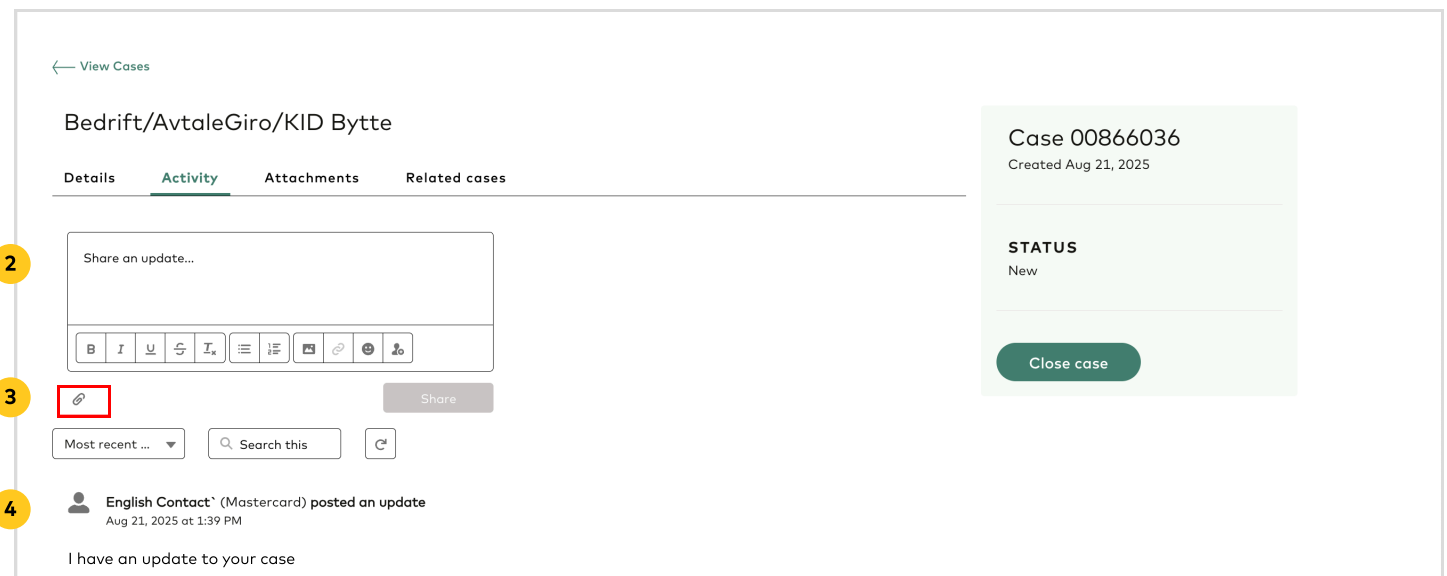 View Cases
Bedrift/AvtaleGiro/KID Bytte
Details Activity Attachments Related cases
2
Share an update...
B I U S Tx
3
Share
Most recent ... Search this
4
English Contact` (Mastercard) posted an update
Aug 21, 2025 at 1:39 PM
I have an update to your case
Case 00866036
Created Aug 21, 2025
STATUS
New
Close case